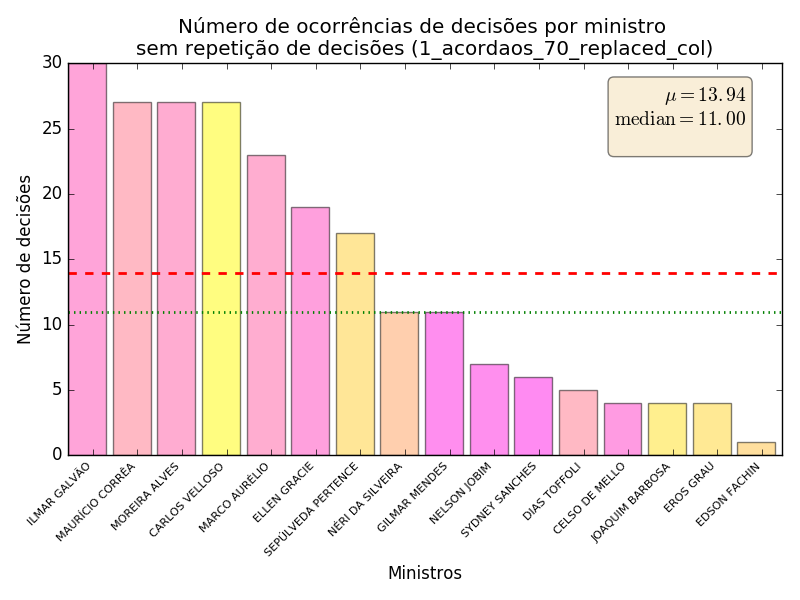 Número de ocorrências de decisões por ministro
sem repetição de decisões (1_acordaos_70_replaced_col)
μ = 13.94
median = 11.00
Número de decisões
30
25
20
15
10
5
0
ILMAR GALVÃO
MAURÍCIO CORRÊA
MOREIRA ALVES
CARLOS VELLOSO
MARCO AURÉLIO
ELLEN GRACIE
SEPÚLVEDA PERTENCE
NÉRI DA SILVEIRA
GILMAR MENDES
NELSON JOBIM
SYDNEY SANCHES
DIAS TOFFOLI
CELSO DE MELLO
JOAQUIM BARBOSA
EROS GRAU
EDSON FACHIN
Ministros